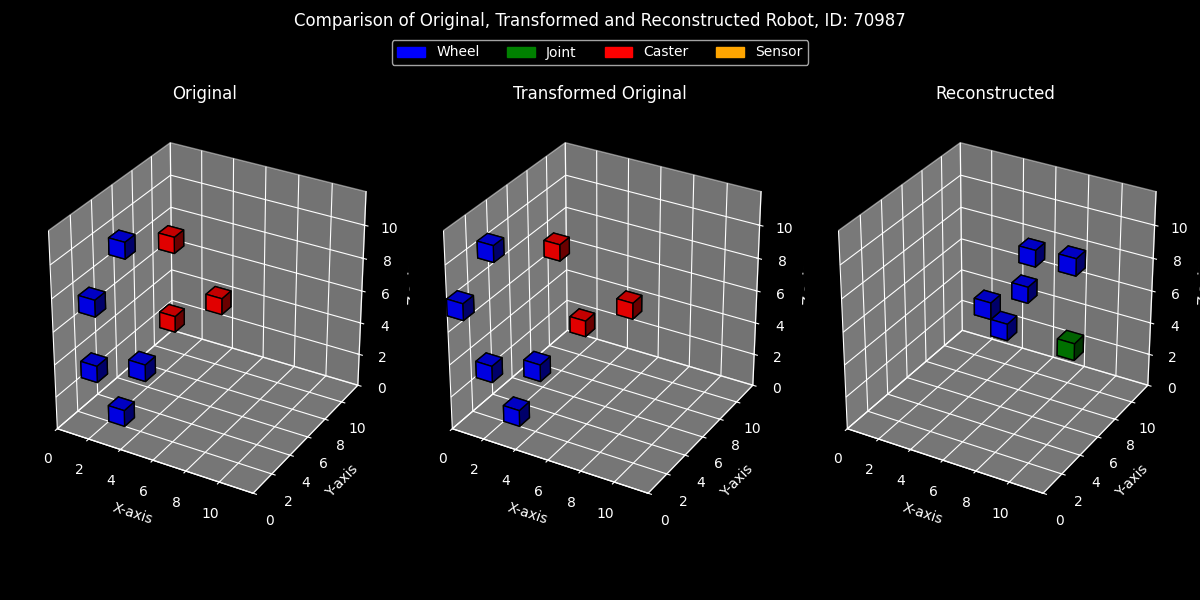 Comparison of Original, Transformed and Reconstructed Robot, ID: 70987
Wheel Joint Caster Sensor
Original Transformed Original Reconstructed
10
8
6
4
2
0
0 2 4 6 8 10
X-axis
0 2 4 6 8 10
Y-axis
10
8
6
4
2
0
0 2 4 6 8 10
X-axis
0 2 4 6 8 10
Y-axis
10
8
6
4
2
0
0 2 4 6 8 10
X-axis
0 2 4 6 8 10
Y-axis